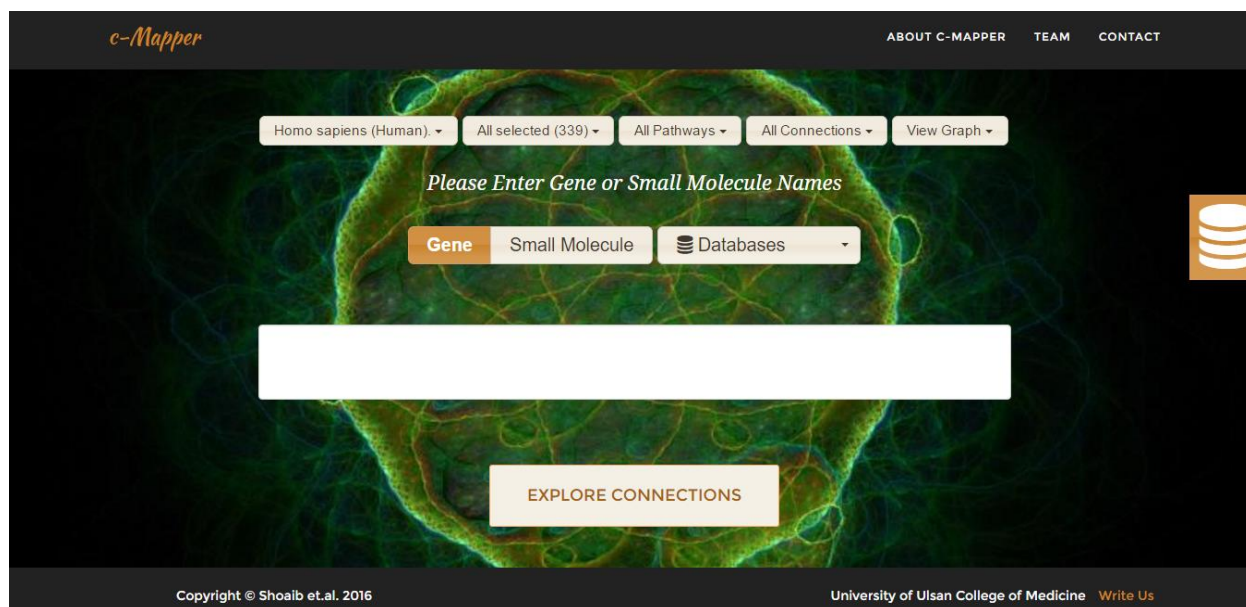 c-Mapper
ABOUT C-MAPPER TEAM CONTACT
Homo sapiens (Human). All selected (339) All Pathways All Connections View Graph
Please Enter Gene or Small Molecule Names
Gene Small Molecule Databases
EXPLORE CONNECTIONS
Copyright © Shoaib et.al. 2016 University of Ulsan College of Medicine Write Us